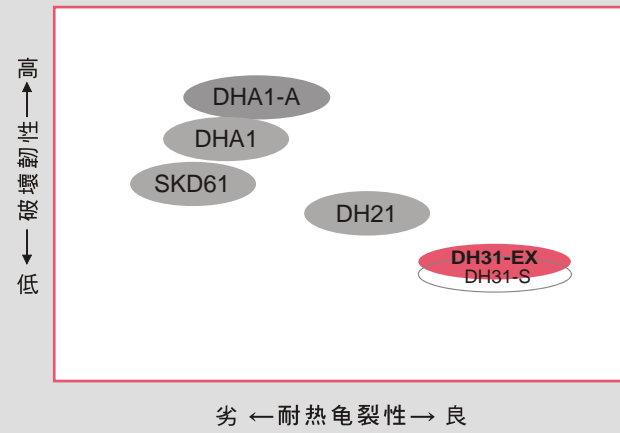 高
↑
破壊韌性
↓
低
DHA1-A
DHA1
SKD61
DH21
DH31-EX
DH31-S
劣 ←耐热龟裂性→ 良